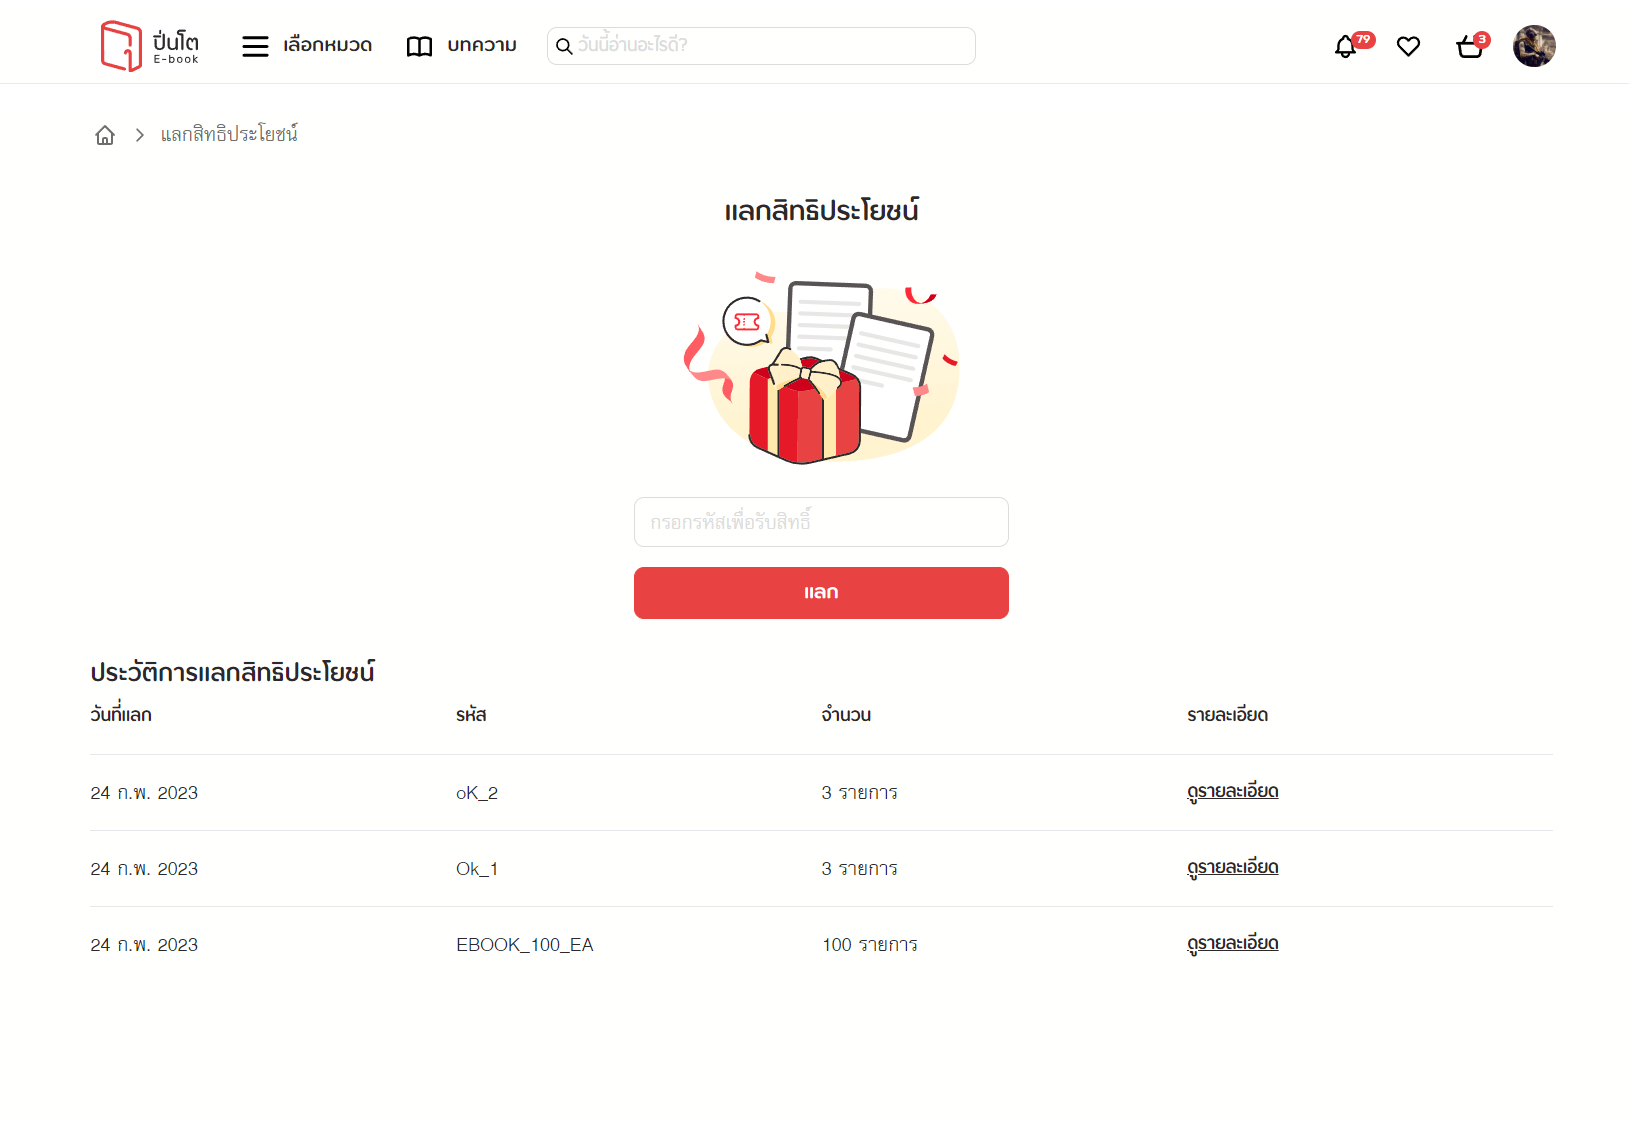 ปิ่นโต
E-book
เลือกหมวด
บทความ
วันนี้อ่านอะไรดี?
79
3
แลกสิทธิประโยชน์
แลกสิทธิประโยชน์
กรอกรหัสเพื่อรับสิทธิ์
แลก
ประวัติการแลกสิทธิประโยชน์
วันที่แลก รหัส จำนวน รายละเอียด
24 ก.พ. 2023 oK_2 3 รายการ ดูรายละเอียด
24 ก.พ. 2023 Ok_1 3 รายการ ดูรายละเอียด
24 ก.พ. 2023 EBOOK_100_EA 100 รายการ ดูรายละเอียด